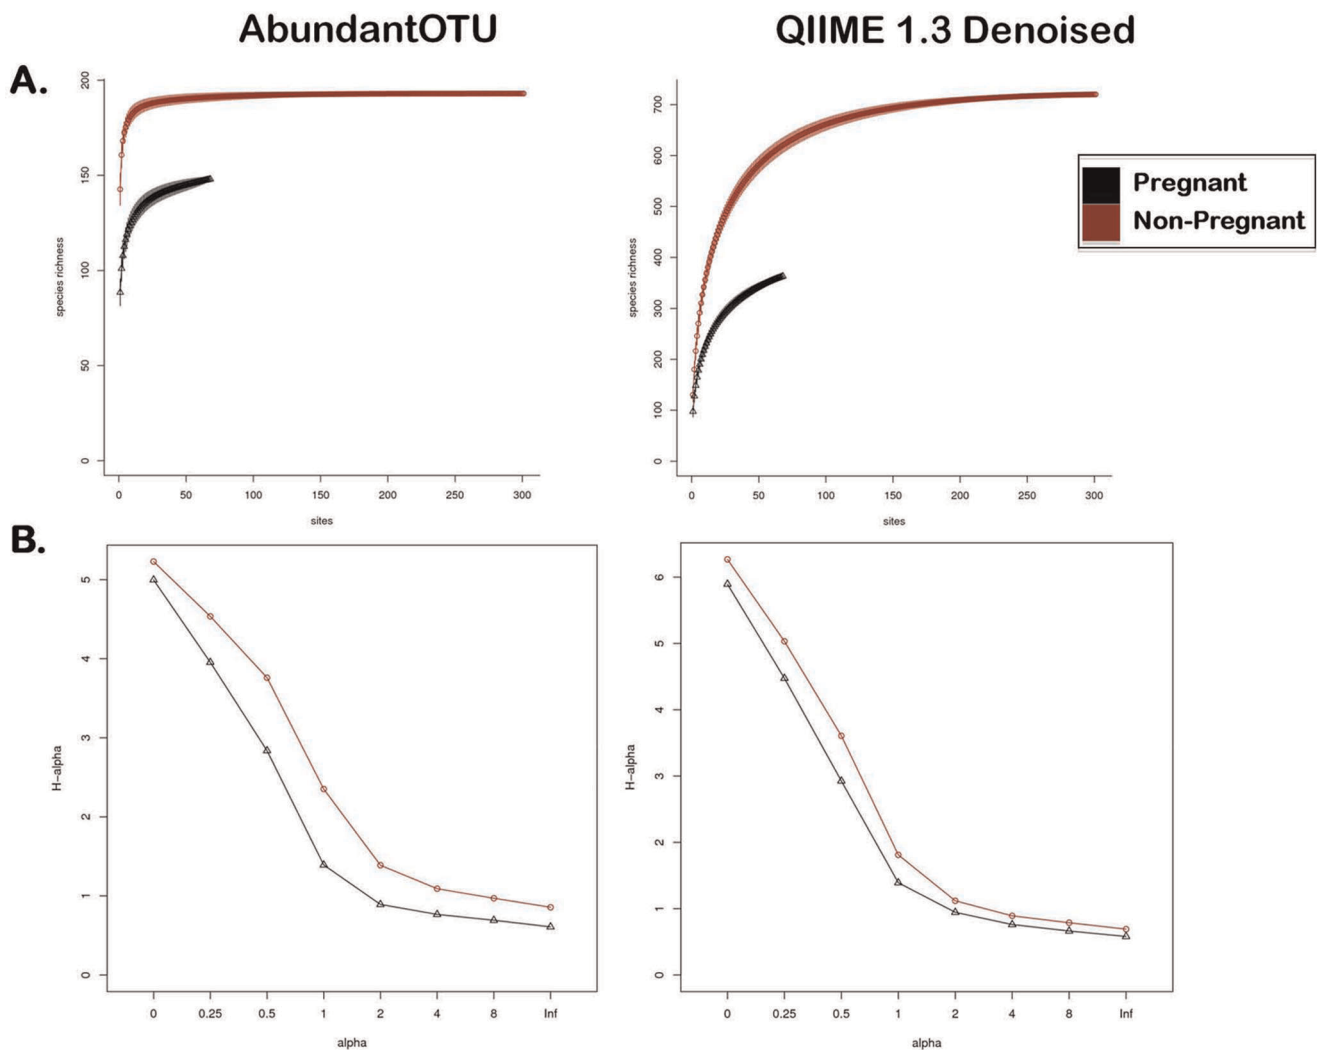 AbundantOTU
QIIME 1.3 Denoised
A.
200
150
100
50
0
species richness
0 50 100 150 200 250 300
sites
700
600
500
400
300
200
100
0
species richness
0 50 100 150 200 250 300
sites
Pregnant
Non-Pregnant
B.
5
4
3
2
1
0
H-alpha
0 0.25 0.5 1 2 4 8 Inf
alpha
6
5
4
3
2
1
0
H-alpha
0 0.25 0.5 1 2 4 8 Inf
alpha